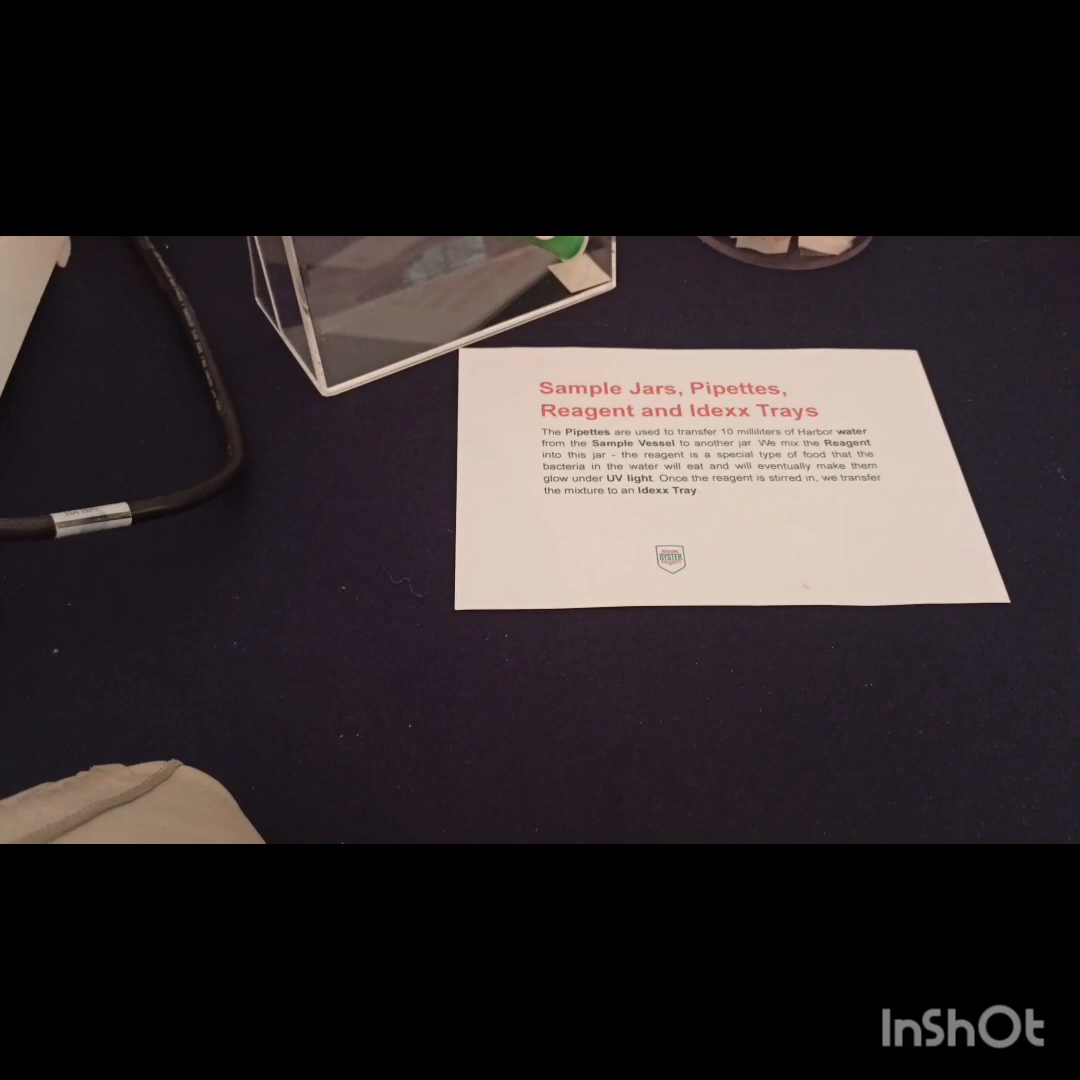 Sample Jars, Pipettes,
Reagent and Idexx Trays
The Pipettes are used to transfer 10 milliliters of Harbor water
from the Sample Vessel to another jar. We mix the Reagent
into this jar - the reagent is a special type of food that the
bacteria in the water will eat and will eventually make them
glow under UV light. Once the reagent is stirred in, we transfer
the mixture to an Idexx Tray.
OYSTER
PROJECT
InShOt